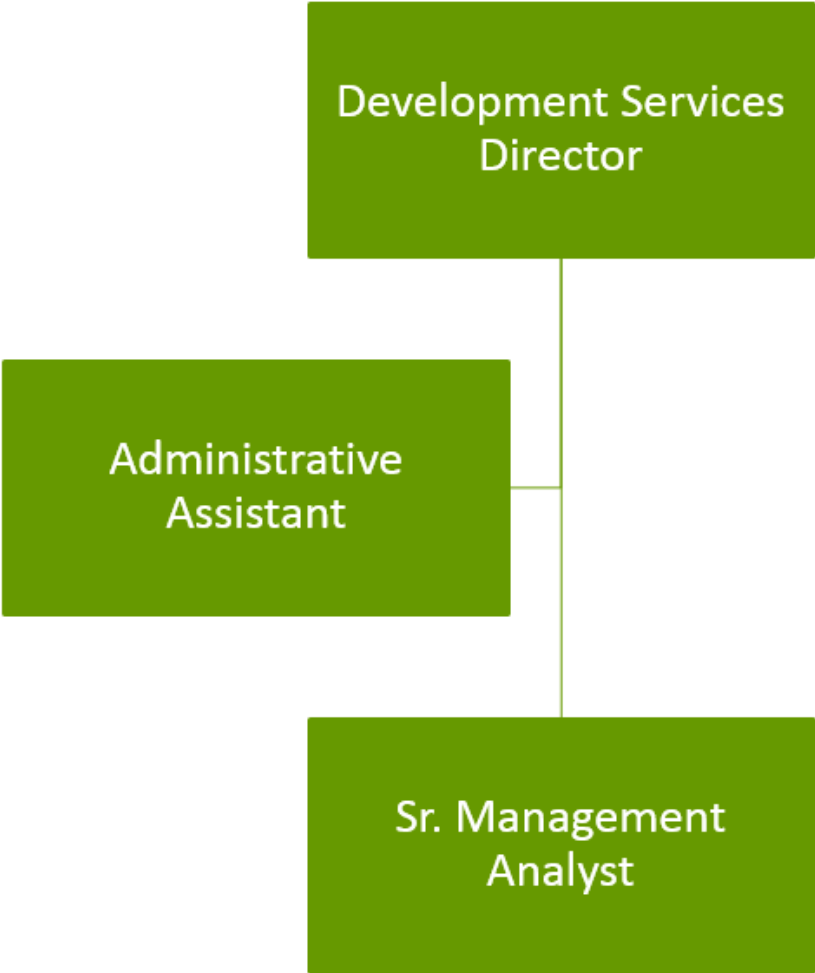 Development Services
Director
Administrative
Assistant
Sr. Management
Analyst